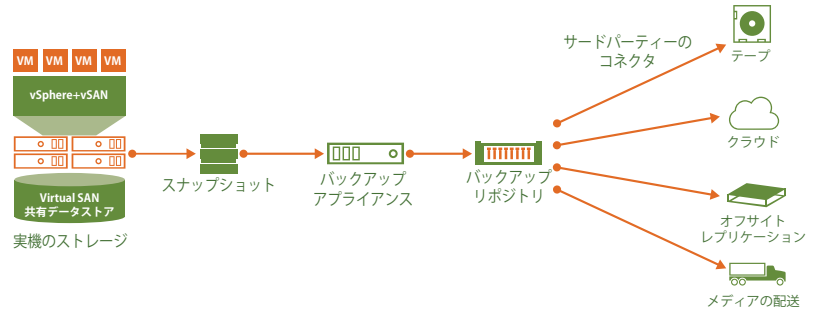 VM VM VM VM
vSphere+vSAN
Virtual SAN
共有データストア
実機のストレージ
スナップショット
バックアップ
アプライアンス
バックアップ
リポジトリ
サードパーティーの
コネクタ
テープ
クラウド
オフサイト
レプリケーション
メディアの配送